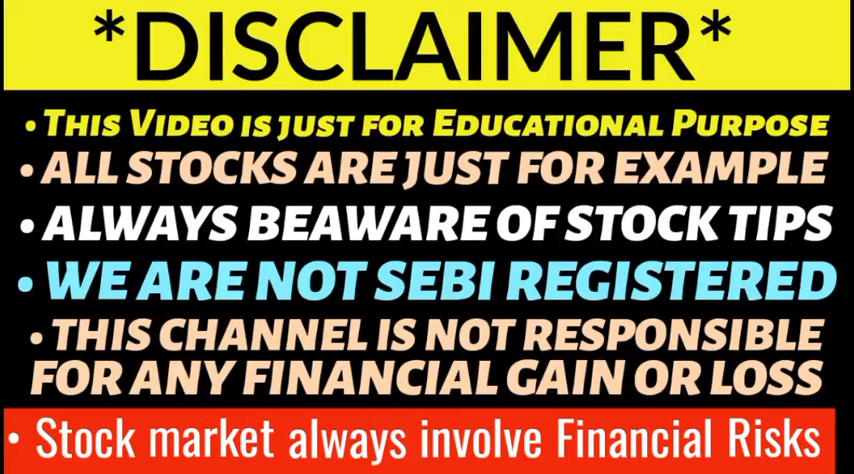 *DISCLAIMER*
• THIS VIDEO IS JUST FOR EDUCATIONAL PURPOSE
• ALL STOCKS ARE JUST FOR EXAMPLE
• ALWAYS BEAWARE OF STOCK TIPS
• WE ARE NOT SEBI REGISTERED
• THIS CHANNEL IS NOT RESPONSIBLE
FOR ANY FINANCIAL GAIN OR LOSS
• Stock market always involve Financial Risks